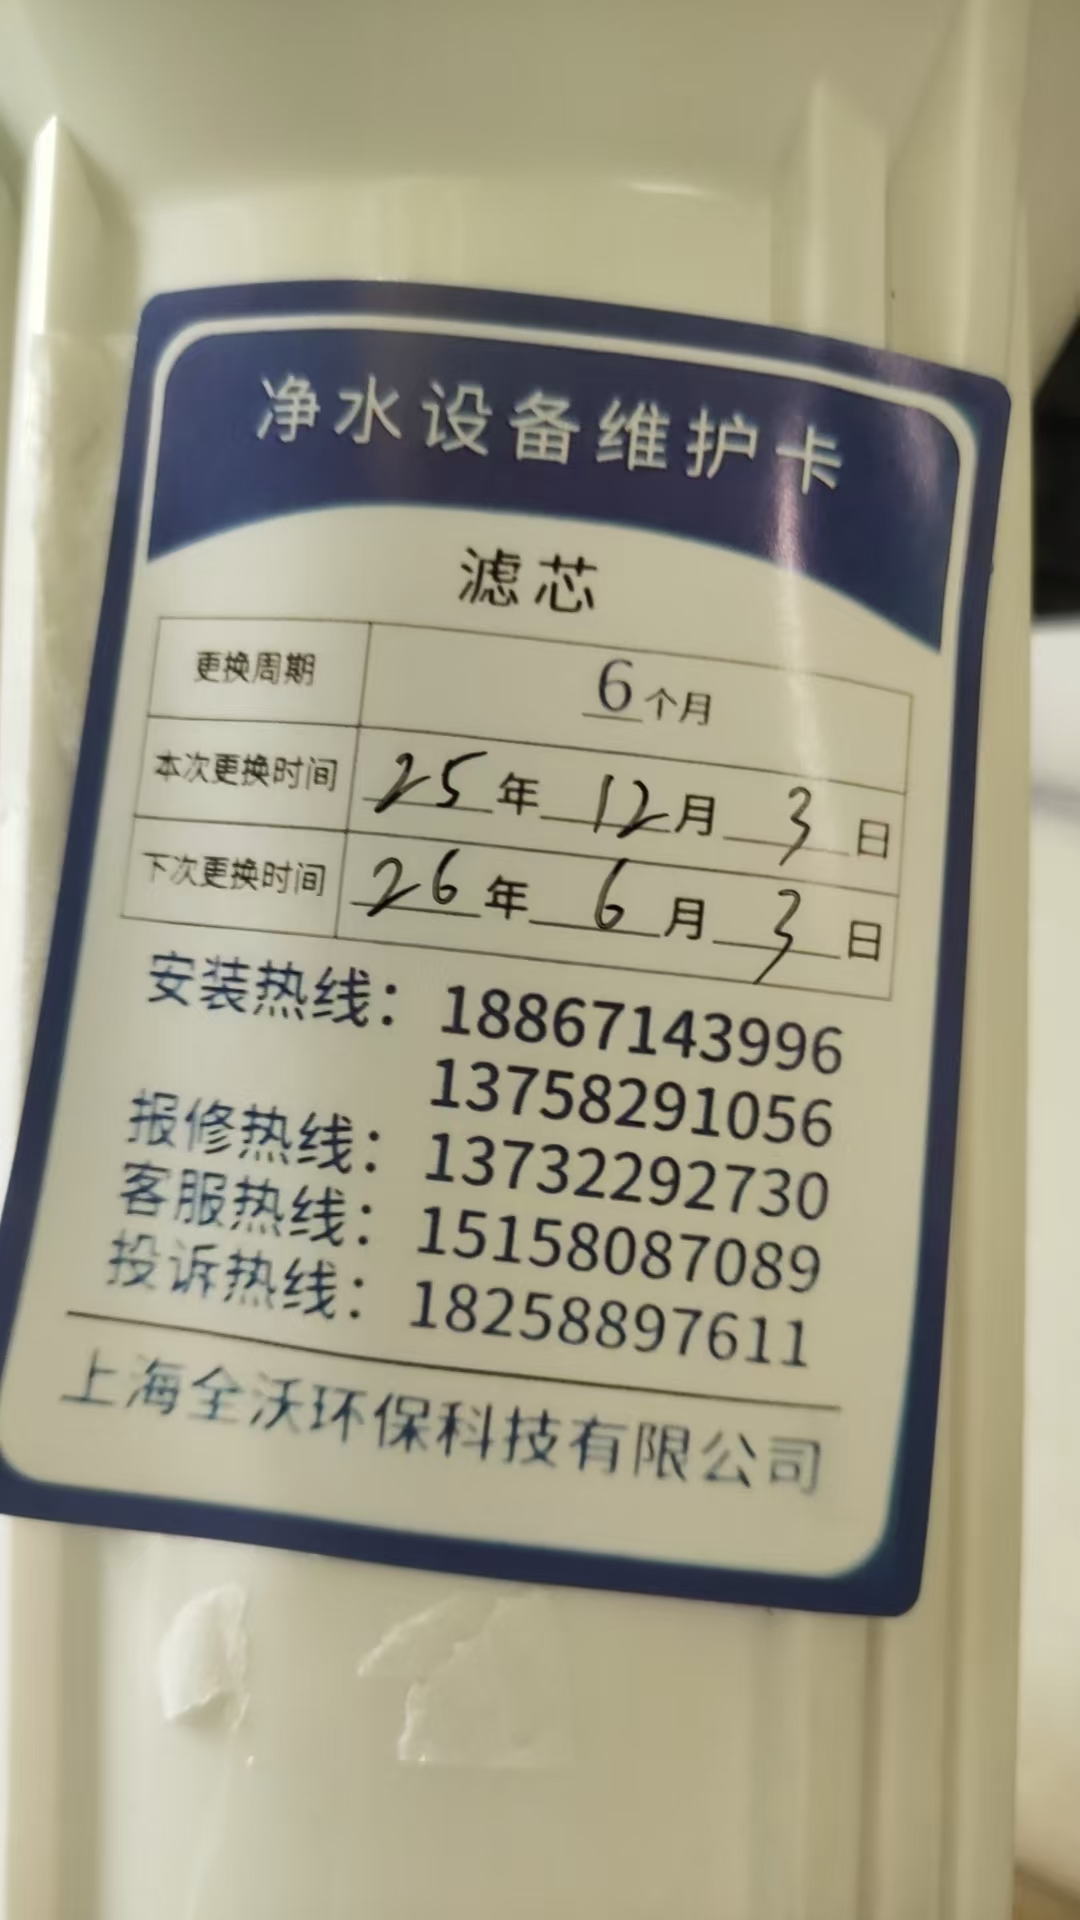 净水设备维护卡
滤芯
更换周期 6个月
本次更换时间 25年12月3日
下次更换时间 26年6月3日
安装热线：18867143996
13758291056
报修热线：13732292730
客服热线：15158087089
投诉热线：18258897611
上海全沃环保科技有限公司